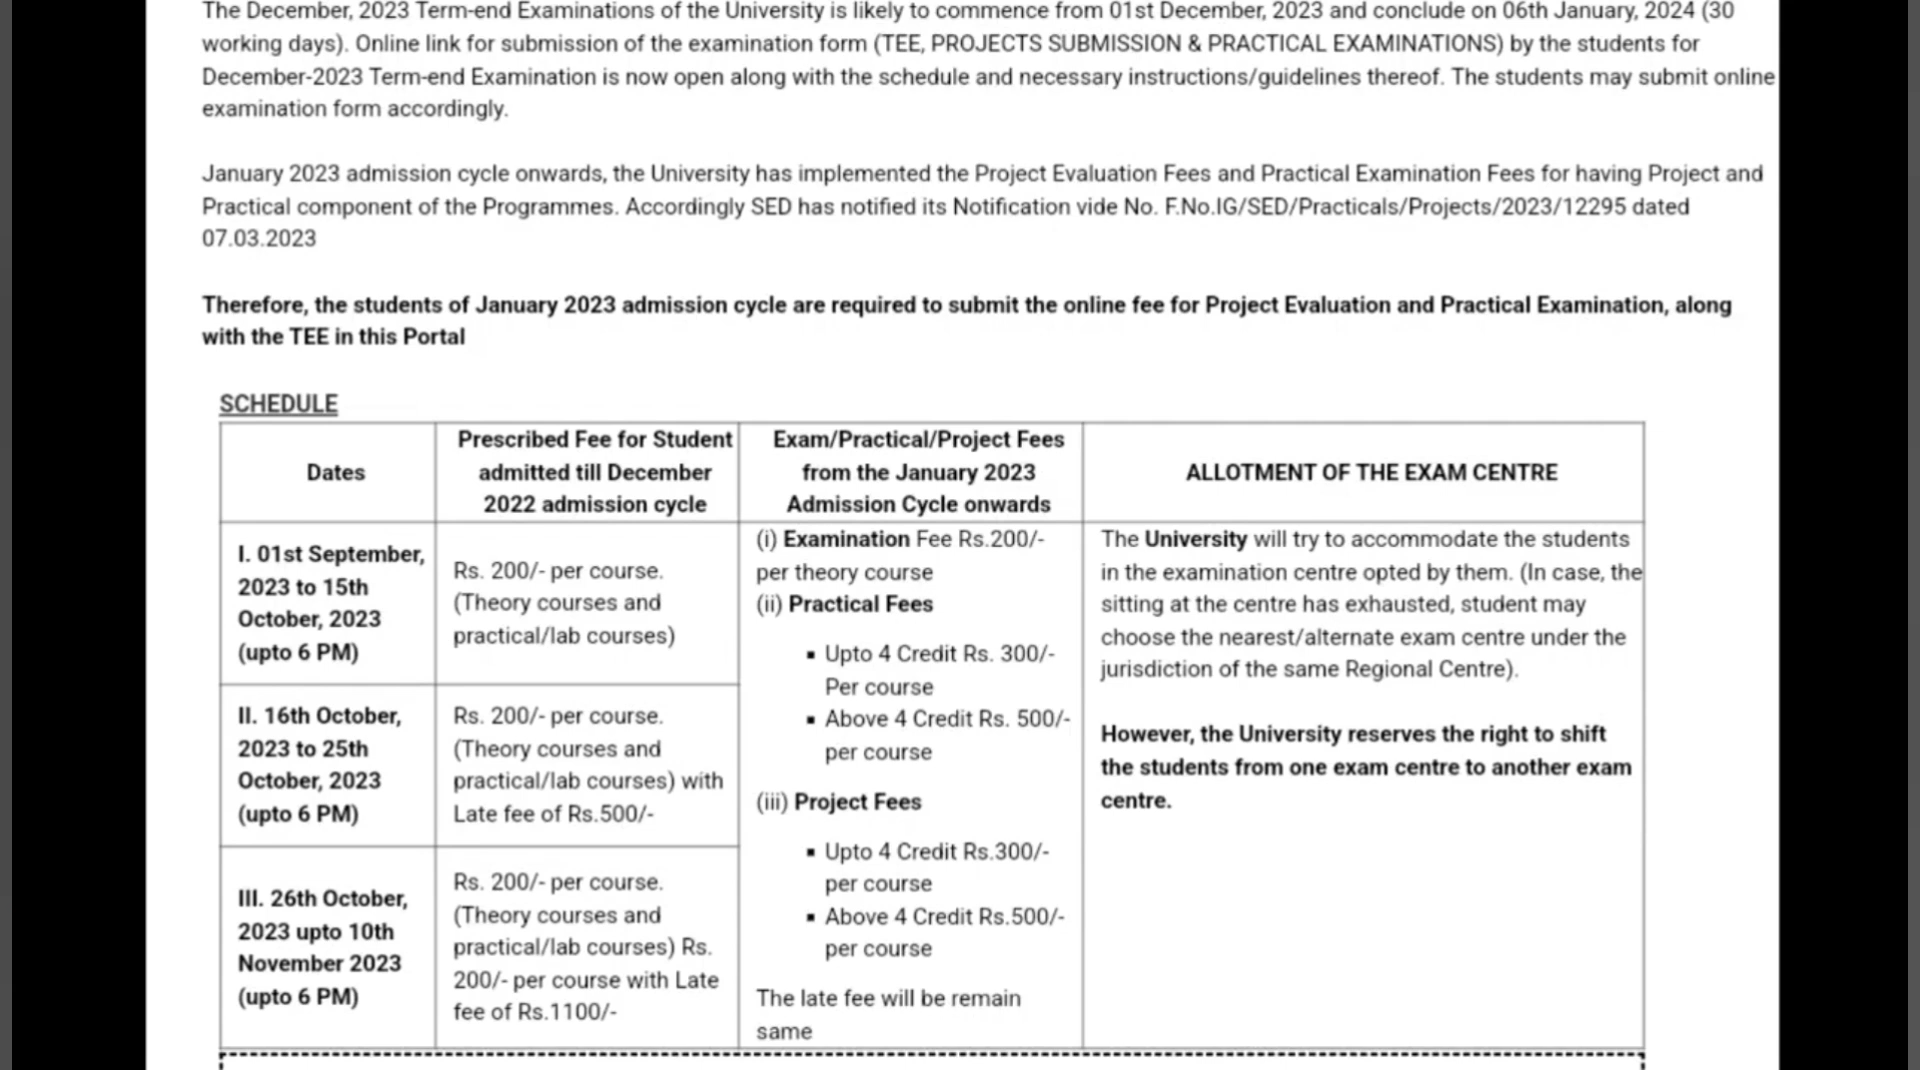 The December, 2023 Term-end Examinations of the University is likely to commence from 01st December, 2023 and conclude on 06th January, 2024 (30
working days). Online link for submission of the examination form (TEE, PROJECTS SUBMISSION & PRACTICAL EXAMINATIONS) by the students for
December-2023 Term-end Examination is now open along with the schedule and necessary instructions/guidelines thereof. The students may submit online
examination form accordingly.
January 2023 admission cycle onwards, the University has implemented the Project Evaluation Fees and Practical Examination Fees for having Project and
Practical component of the Programmes. Accordingly SED has notified its Notification vide No. F.No.IG/SED/Practicals/Projects/2023/12295 dated
07.03.2023
Therefore, the students of January 2023 admission cycle are required to submit the online fee for Project Evaluation and Practical Examination, along
with the TEE in this Portal
SCHEDULE
Dates
Prescribed Fee for Student
admitted till December
2022 admission cycle
Exam/Practical/Project Fees
from the January 2023
Admission Cycle onwards
ALLOTMENT OF THE EXAM CENTRE
I. 01st September,
2023 to 15th
October, 2023
(upto 6 PM)
Rs. 200/- per course.
(Theory courses and
practical/lab courses)
(i) Examination Fee Rs.200/-
per theory course
(ii) Practical Fees
▪ Upto 4 Credit Rs. 300/-
Per course
▪ Above 4 Credit Rs. 500/-
per course
(iii) Project Fees
▪ Upto 4 Credit Rs.300/-
per course
▪ Above 4 Credit Rs.500/-
per course
The late fee will be remain
same
The University will try to accommodate the students
in the examination centre opted by them. (In case, the
sitting at the centre has exhausted, student may
choose the nearest/alternate exam centre under the
jurisdiction of the same Regional Centre).
However, the University reserves the right to shift
the students from one exam centre to another exam
centre.
II. 16th October,
2023 to 25th
October, 2023
(upto 6 PM)
Rs. 200/- per course.
(Theory courses and
practical/lab courses) with
Late fee of Rs.500/-
III. 26th October,
2023 upto 10th
November 2023
(upto 6 PM)
Rs. 200/- per course.
(Theory courses and
practical/lab courses) Rs.
200/- per course with Late
fee of Rs.1100/-